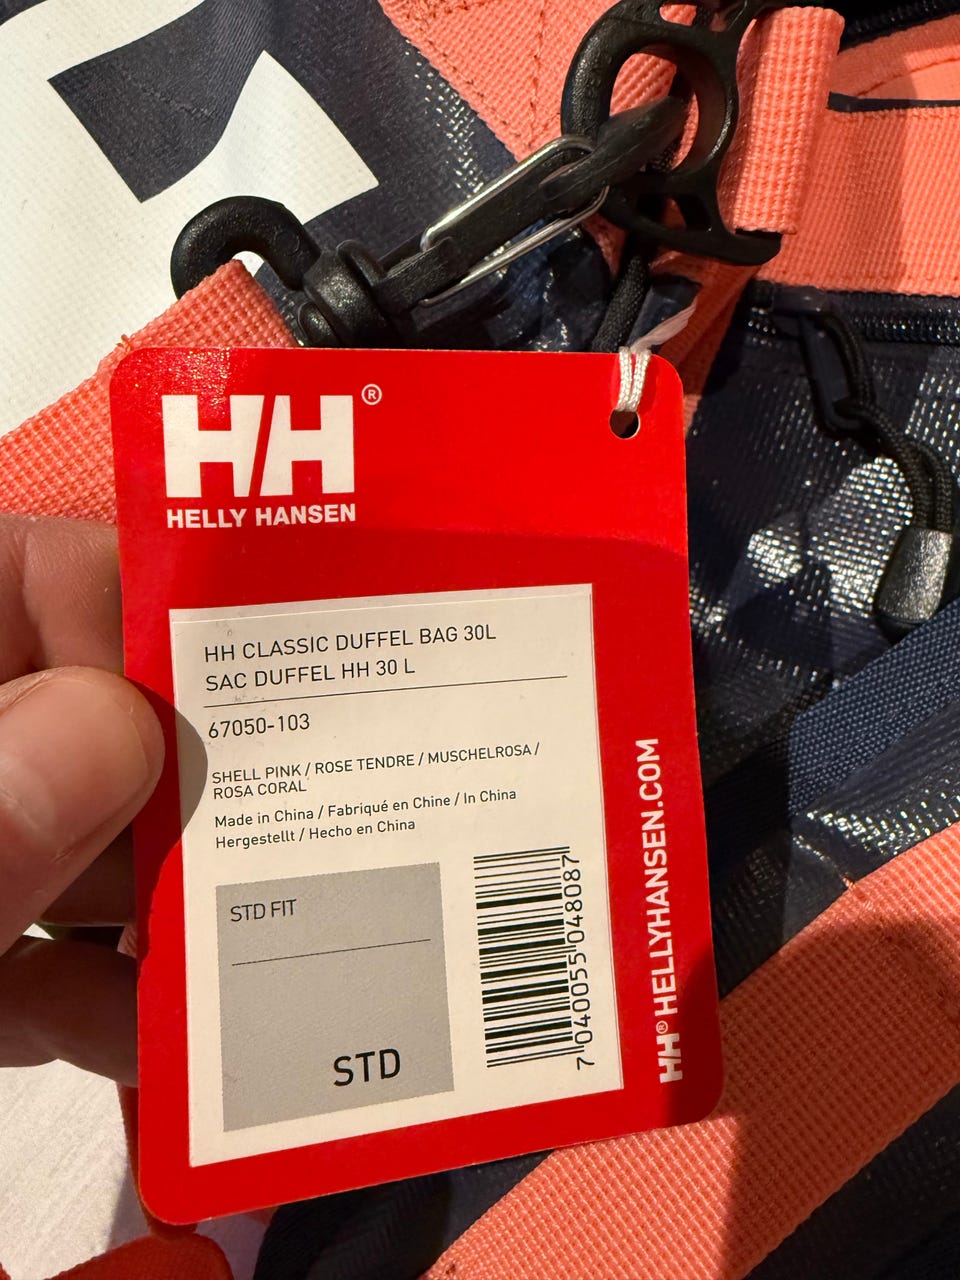 HH®
HELLY HANSEN
HH CLASSIC DUFFEL BAG 30L
SAC DUFFEL HH 30 L
67050-103
SHELL PINK / ROSE TENDRE / MUSCHELROSA /
ROSA CORAL
Made in China / Fabriqué en Chine / In China
Hergestellt / Hecho en China
STD FIT
STD
7 040055 048087
HH® HELLYHANSEN.COM